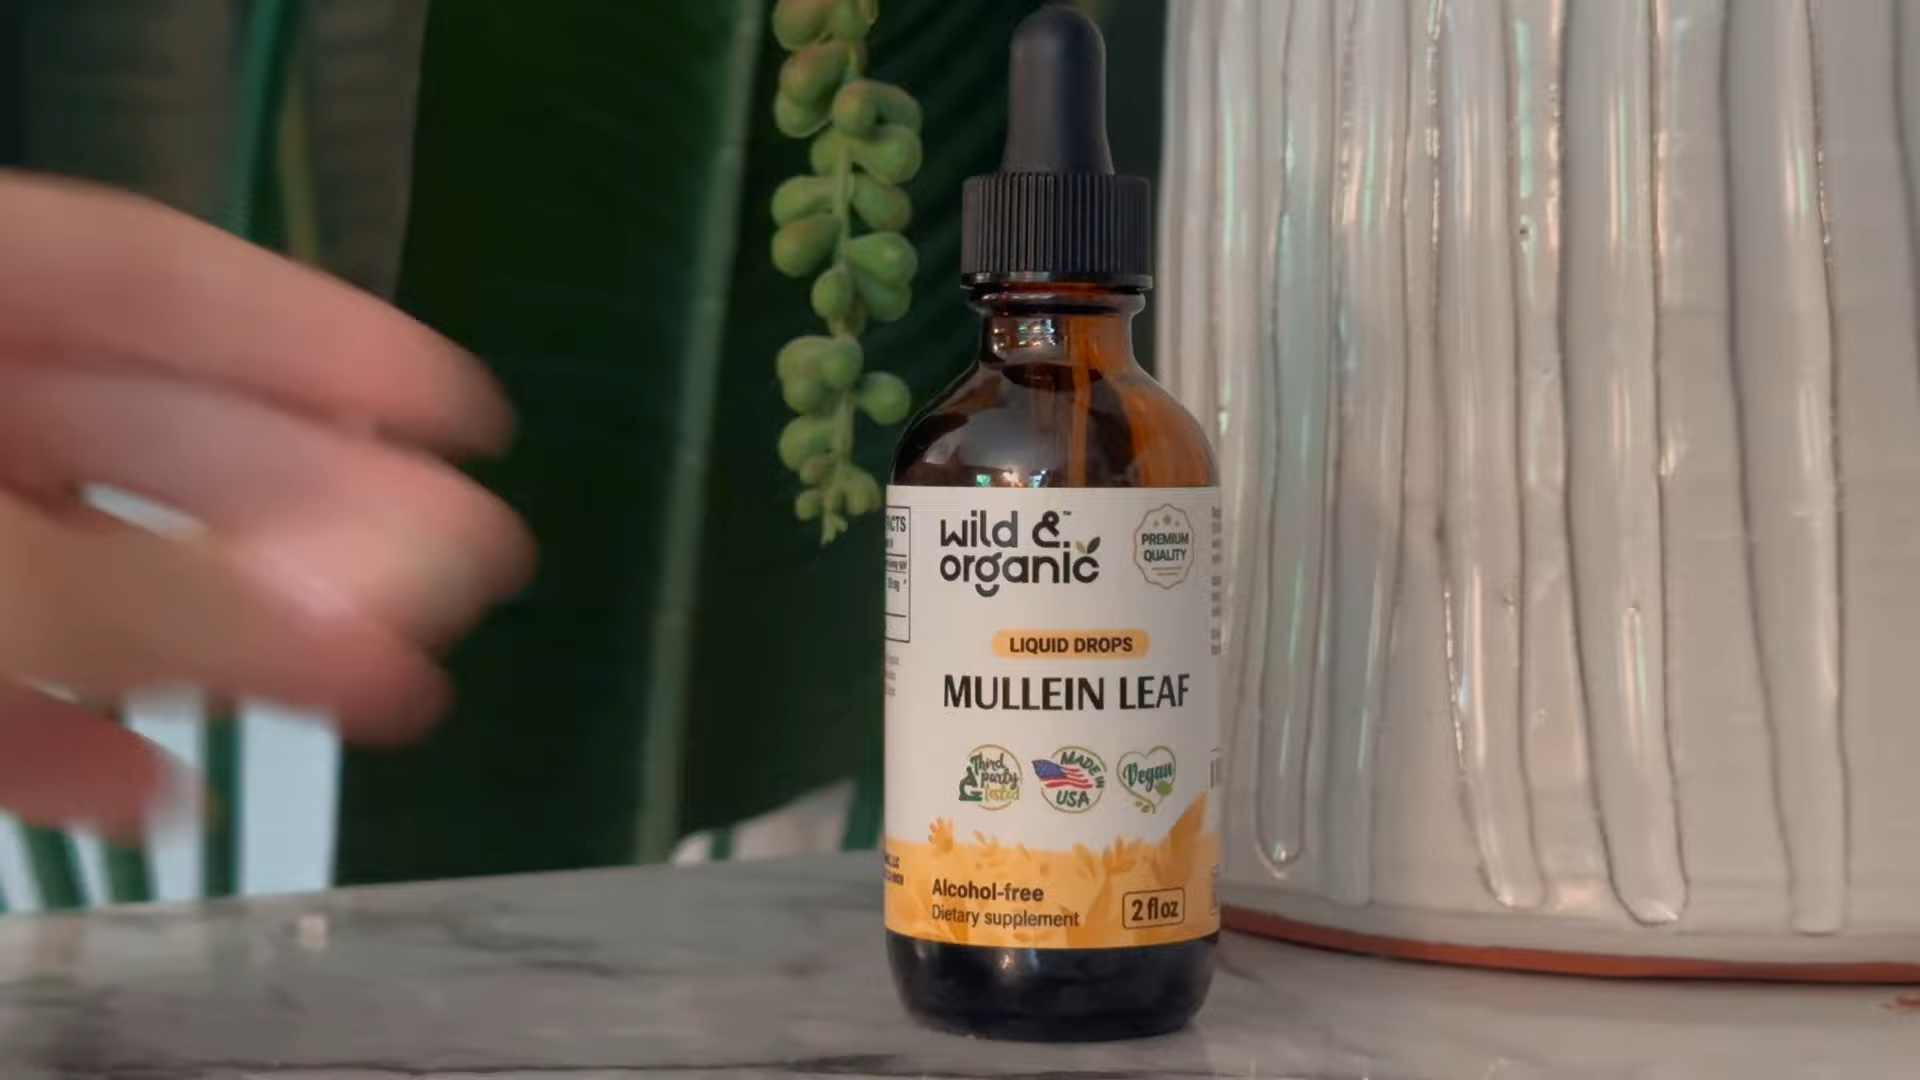 wild &™
organic
PREMIUM
QUALITY
LIQUID DROPS
MULLEIN LEAF
Third
party
tested
MADE IN
USA
Vegan
Alcohol-free
Dietary supplement
2 fl oz